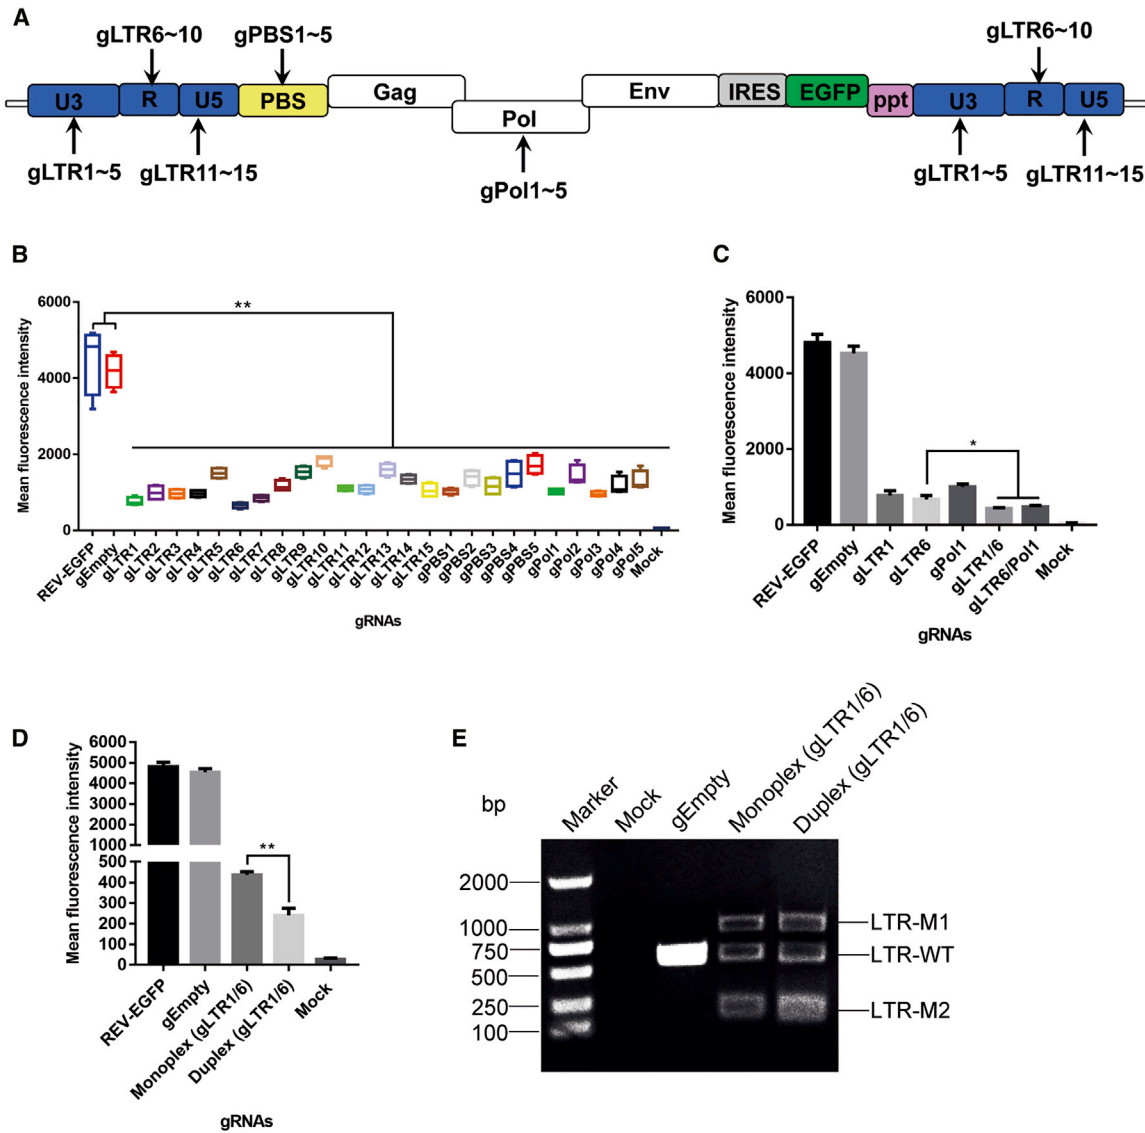 A
gLTR6~10
gPBS1~5
gLTR6~10
U3
R
U5
PBS
Gag
Pol
Env
IRES
EGFP
ppt
U3
R
U5
gLTR1~5
gLTR11~15
gPol1~5
gLTR1~5
gLTR11~15
B
Mean fluorescence intensity
6000
4000
2000
0
**
REV-EGFP
gEmpty
gLTR1
gLTR2
gLTR3
gLTR4
gLTR5
gLTR6
gLTR7
gLTR8
gLTR9
gLTR10
gLTR11
gLTR12
gLTR13
gLTR14
gLTR15
gPBS1
gPBS2
gPBS3
gPBS4
gPBS5
gPol1
gPol2
gPol3
gPol4
gPol5
Mock
gRNAs
C
Mean fluorescence intensity
6000
4000
2000
0
*
REV-EGFP
gEmpty
gLTR1
gLTR6
gPol1
gLTR1/6
gLTR6/Pol1
Mock
gRNAs
D
Mean fluorescence intensity
6000
5000
4000
3000
2000
1000
500
400
300
200
100
0
**
REV-EGFP
gEmpty
Monoplex (gLTR1/6)
Duplex (gLTR1/6)
Mock
gRNAs
E
bp
Marker
Mock
gEmpty
Monoplex (gLTR1/6)
Duplex (gLTR1/6)
2000
1000
750
500
250
100
LTR-M1
LTR-WT
LTR-M2